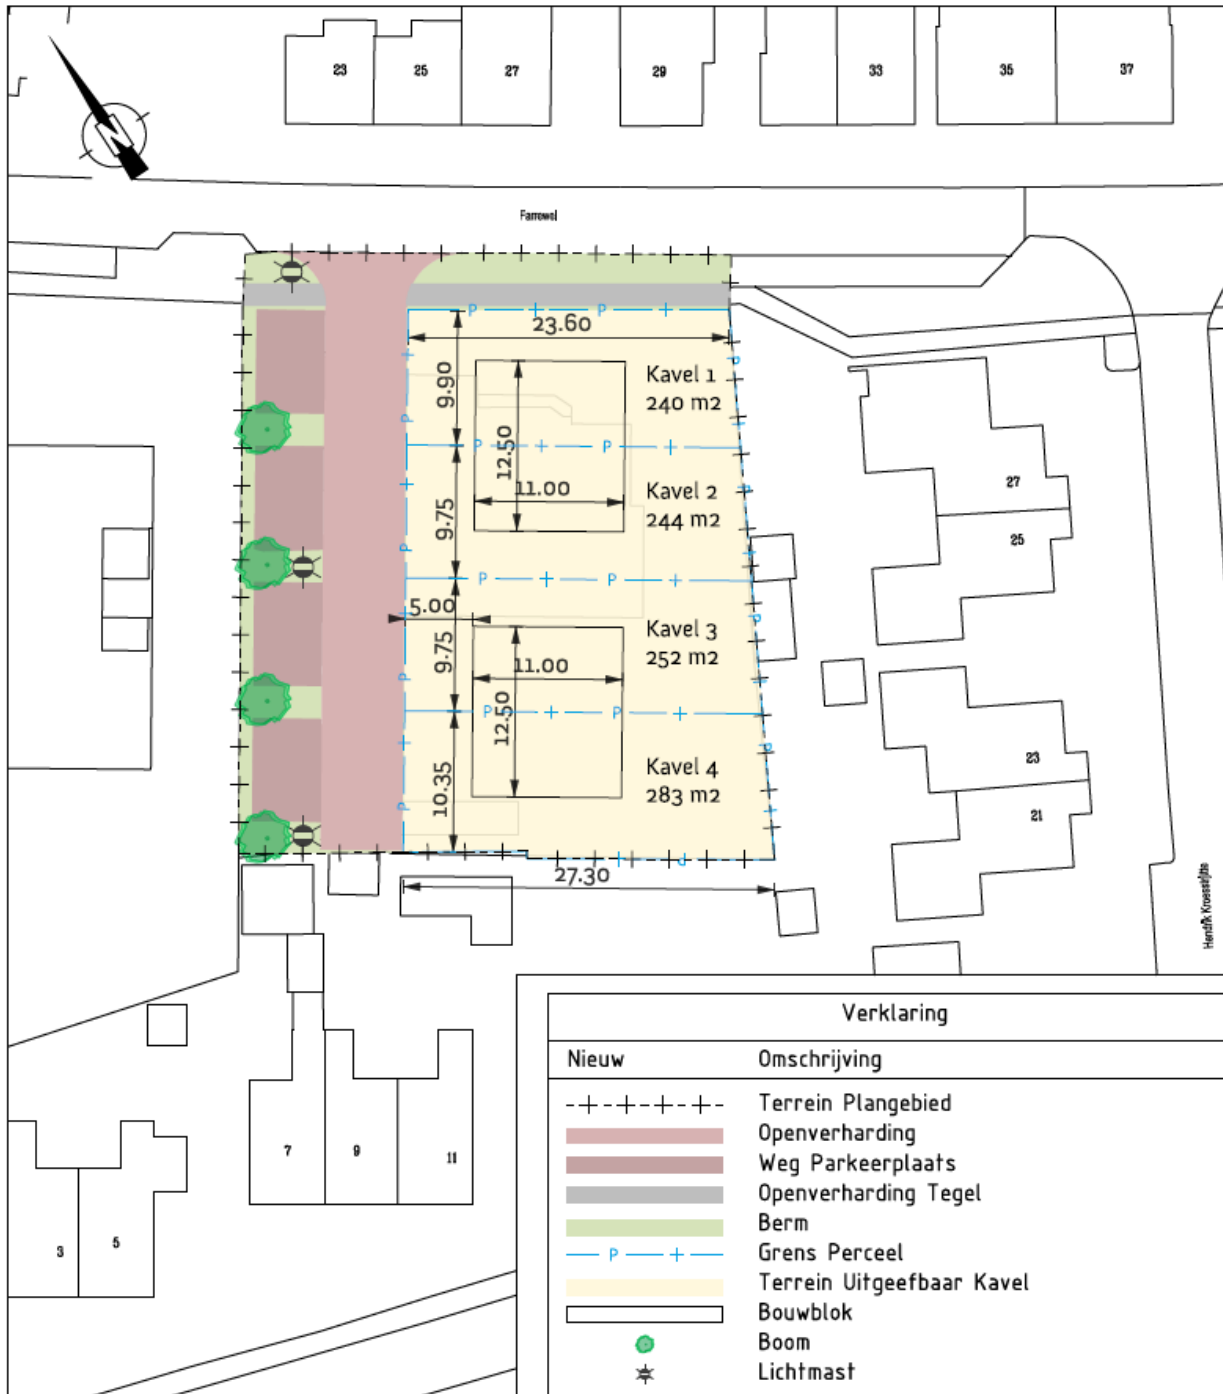 23
25
27
29
33
35
37
N
Farrewel
P
P
23.60
Kavel 1
240 m2
9.90
12.50
P
P
P
P
11.00
Kavel 2
244 m2
9.75
P
P
P
P
P
27
25
5.00
Kavel 3
252 m2
11.00
9.75
12.50
P
P
P
P
P
Kavel 4
283 m2
10.35
P
P
P
23
21
27.30
7
9
11
3
5
Verklaring
Nieuw Omschrijving
Terrein Plangebied
Openverharding
Weg Parkeerplaats
Openverharding Tegel
Berm
P Grens Perceel
Terrein Uitgeefbaar Kavel
Bouwblok
Boom
Lichtmast